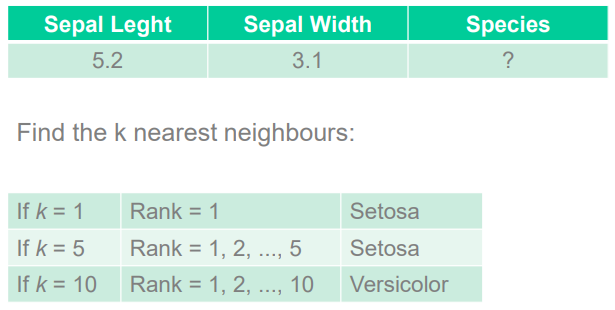 Sepal Leght Sepal Width Species
5.2 3.1 ?
Find the k nearest neighbours:
If k = 1 Rank = 1 Setosa
If k = 5 Rank = 1, 2, ..., 5 Setosa
If k = 10 Rank = 1, 2, ..., 10 Versicolor